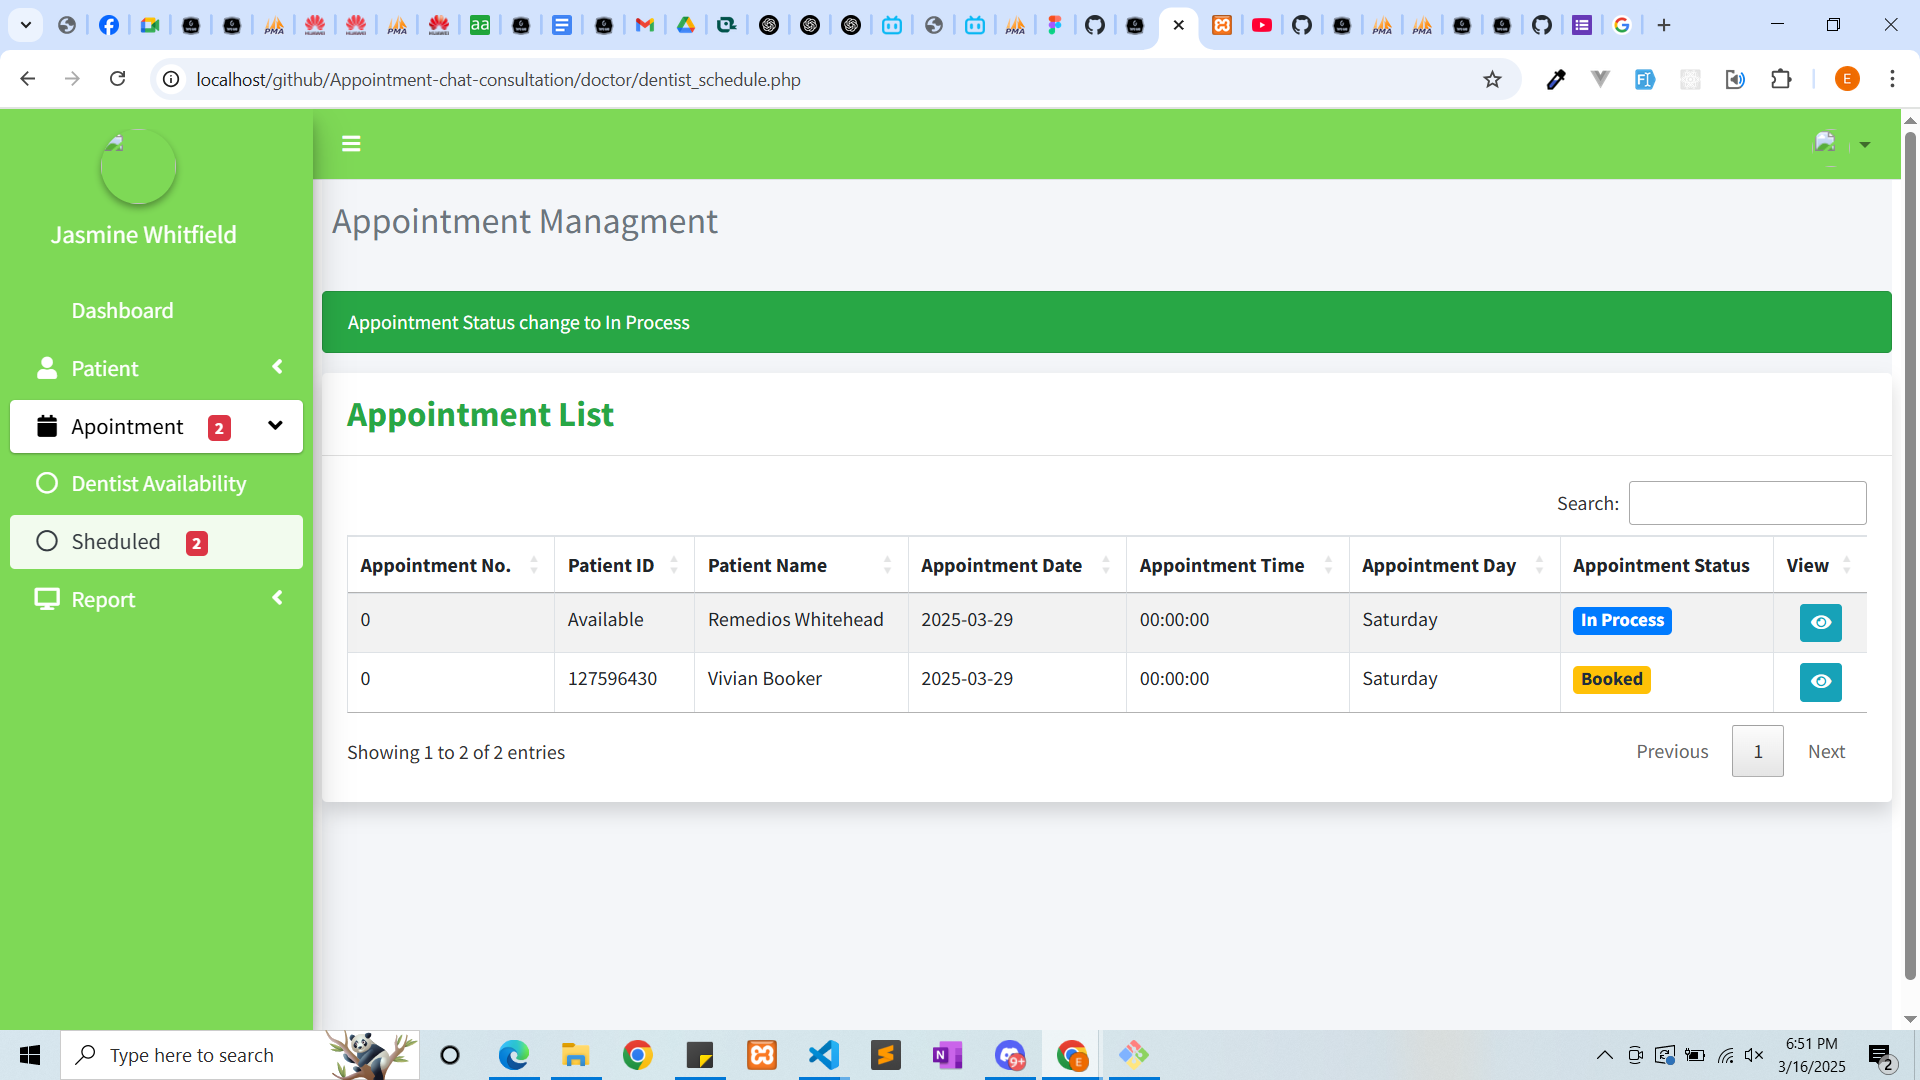 aa
localhost/github/Appointment-chat-consultation/doctor/dentist_schedule.php
E
Jasmine Whitfield
Dashboard
Patient
Apointment 2
Dentist Availability
Sheduled 2
Report
Appointment Managment
Appointment Status change to In Process
Appointment List
Search:
Appointment No. Patient ID Patient Name Appointment Date Appointment Time Appointment Day Appointment Status View
0 Available Remedios Whitehead 2025-03-29 00:00:00 Saturday In Process
0 127596430 Vivian Booker 2025-03-29 00:00:00 Saturday Booked
Showing 1 to 2 of 2 entries
Previous 1 Next
Type here to search
9+
E
6:51 PM
3/16/2025
2